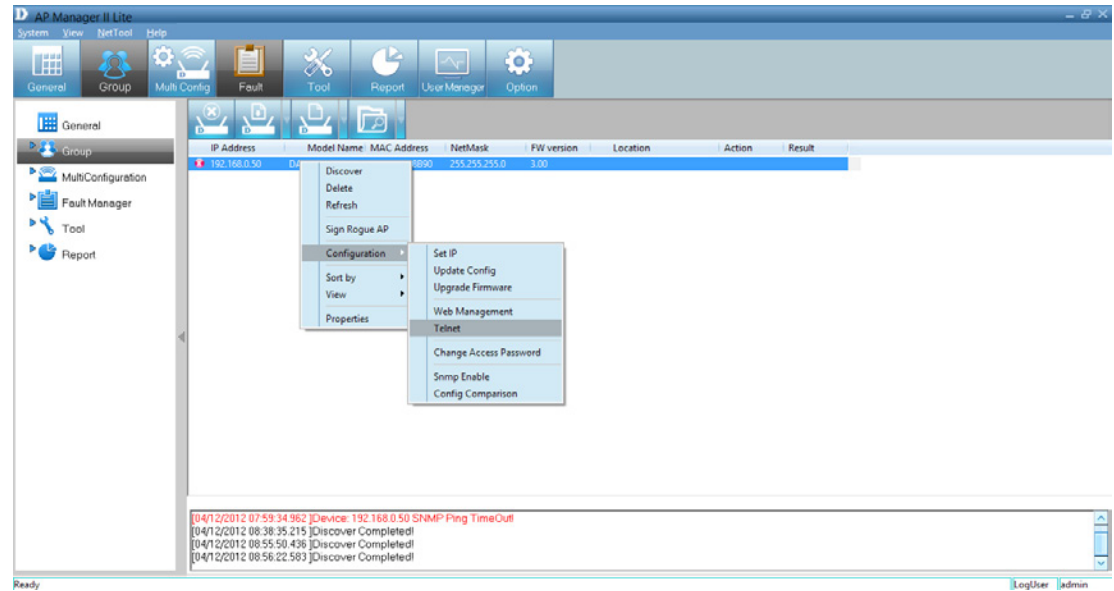 D AP Manager II Lite
System View NetTool Help
General Group Multi Config Fault Tool Report User Manager Option
General
Group
MultiConfiguration
Fault Manager
Tool
Report
IP Address Model Name MAC Address NetMask FW version Location Action Result
192.168.0.50 DA 8B90 255.255.255.0 3.00
Discover
Delete
Refresh
Sign Rogue AP
Configuration
Sort by
View
Properties
Set IP
Update Config
Upgrade Firmware
Web Management
Telnet
Change Access Password
Snmp Enable
Config Comparison
[04/12/2012 07:59:34.962 ]Device: 192.168.0.50 SNMP Ping TimeOut!
[04/12/2012 08:38:35.215 ]Discover Completed!
[04/12/2012 08:55:50.436 ]Discover Completed!
[04/12/2012 08:56:22.583 ]Discover Completed!
Ready LogUser admin